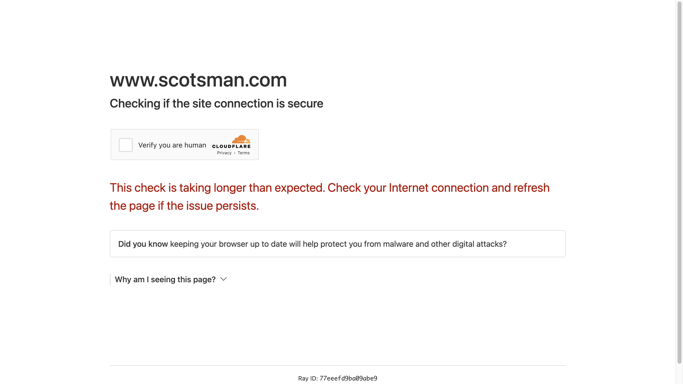 www.scotsman.com
Checking if the site connection is secure
Verify you are human
CLOUDFLARE
Privacy • Terms
This check is taking longer than expected. Check your Internet connection and refresh
the page if the issue persists.
Did you know keeping your browser up to date will help protect you from malware and other digital attacks?
Why am I seeing this page?
Ray ID: 77eeefd9ba09abe9